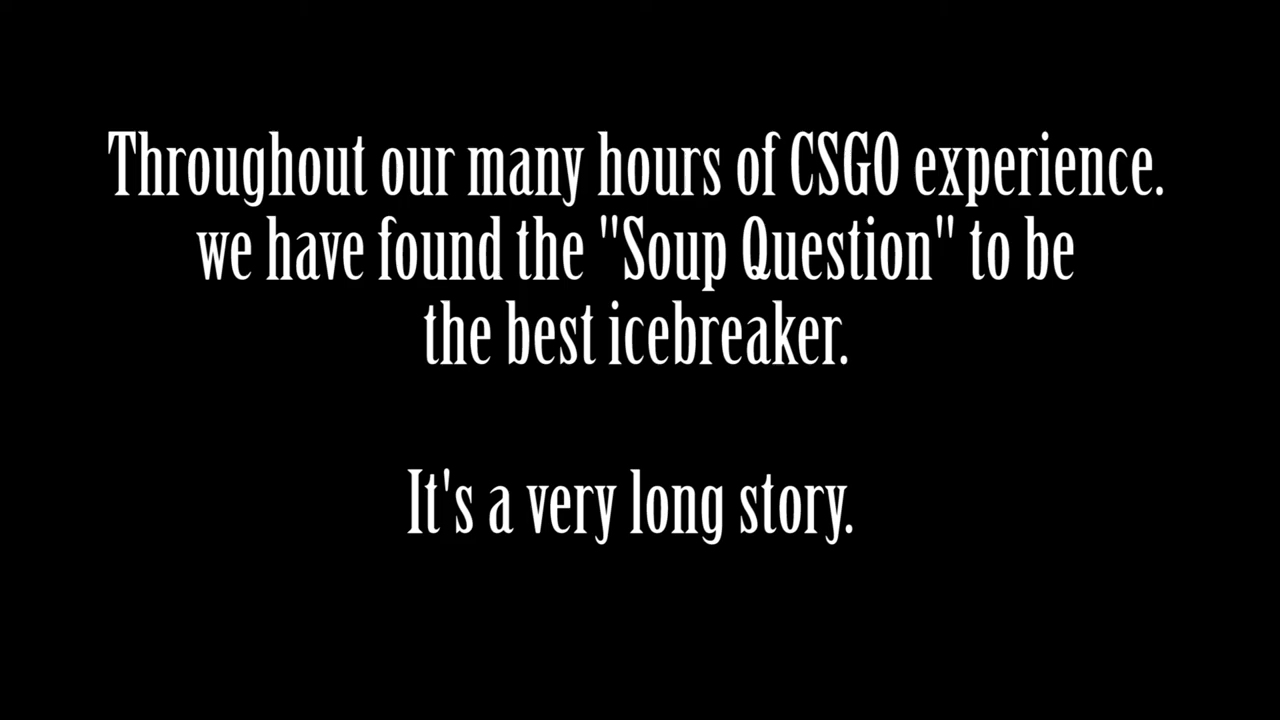 Throughout our many hours of CSGO experience.
we have found the "Soup Question" to be
the best icebreaker.
It's a very long story.